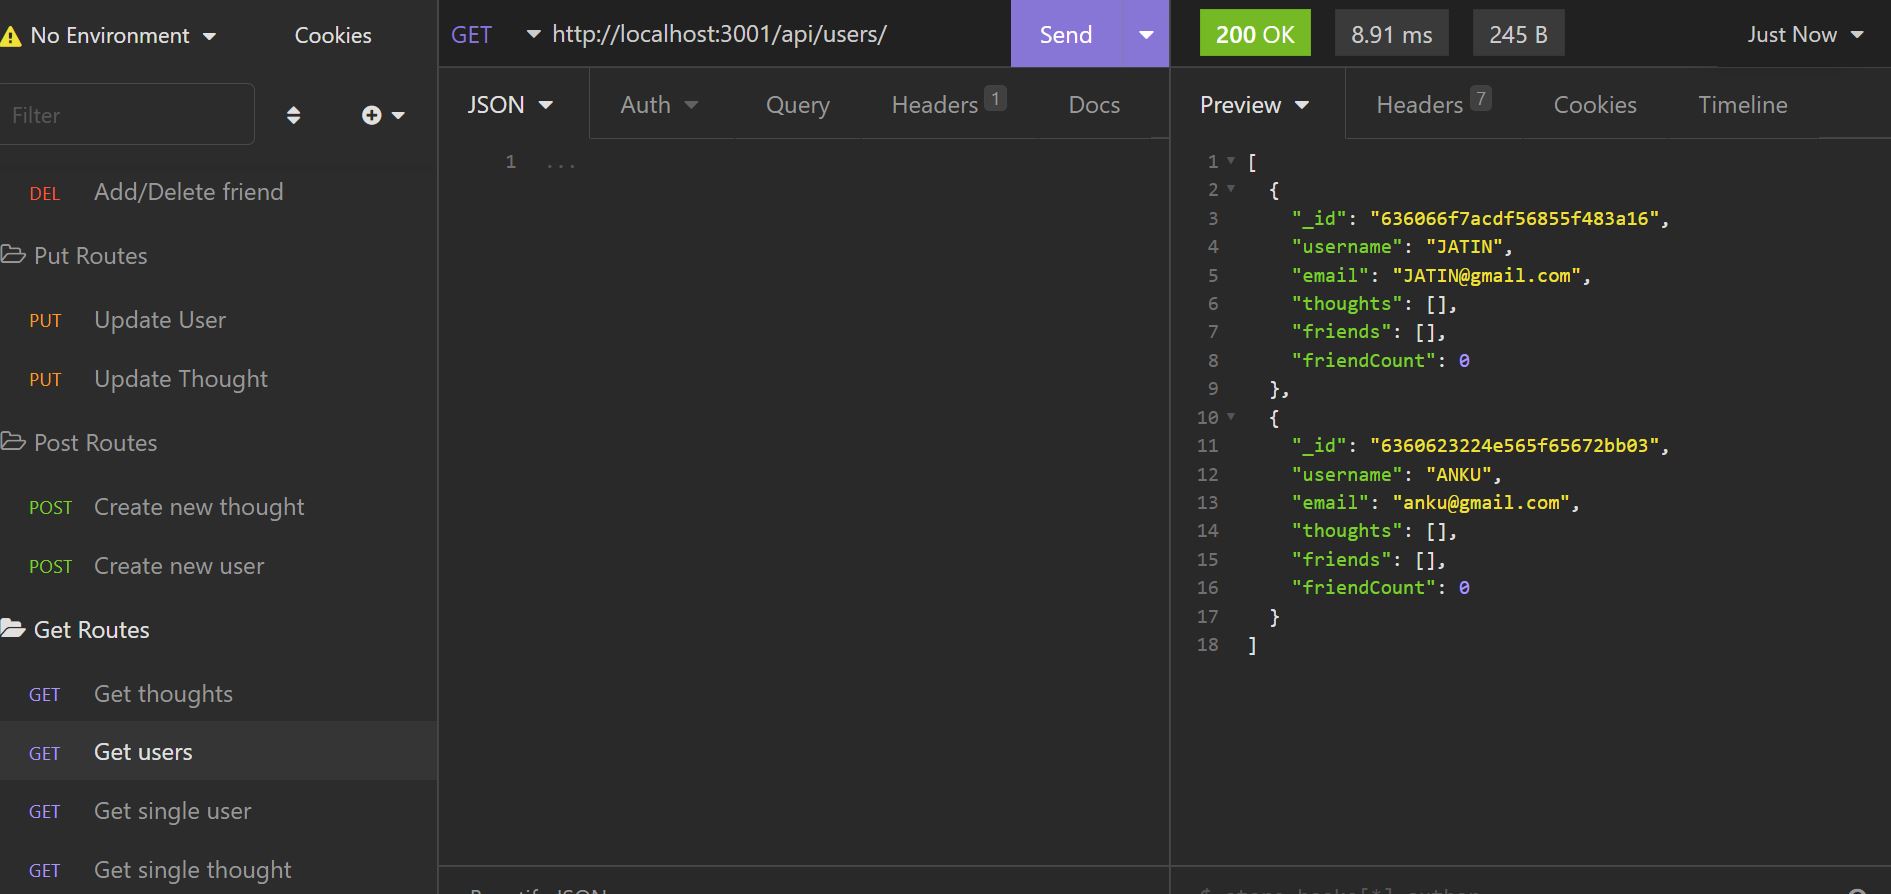 No Environment
Cookies
Filter
DEL Add/Delete friend
Put Routes
PUT Update User
PUT Update Thought
Post Routes
POST Create new thought
POST Create new user
Get Routes
GET Get thoughts
GET Get users
GET Get single user
GET Get single thought
GET http://localhost:3001/api/users/ Send
JSON Auth Query Headers 1 Docs
1 ...
200 OK 8.91 ms 245 B Just Now
Preview Headers 7 Cookies Timeline
1 [
2 {
3 "_id": "636066f7acdf56855f483a16",
4 "username": "JATIN",
5 "email": "JATIN@gmail.com",
6 "thoughts": [],
7 "friends": [],
8 "friendCount": 0
9 },
10 {
11 "_id": "6360623224e565f65672bb03",
12 "username": "ANKU",
13 "email": "anku@gmail.com",
14 "thoughts": [],
15 "friends": [],
16 "friendCount": 0
17 }
18 ]